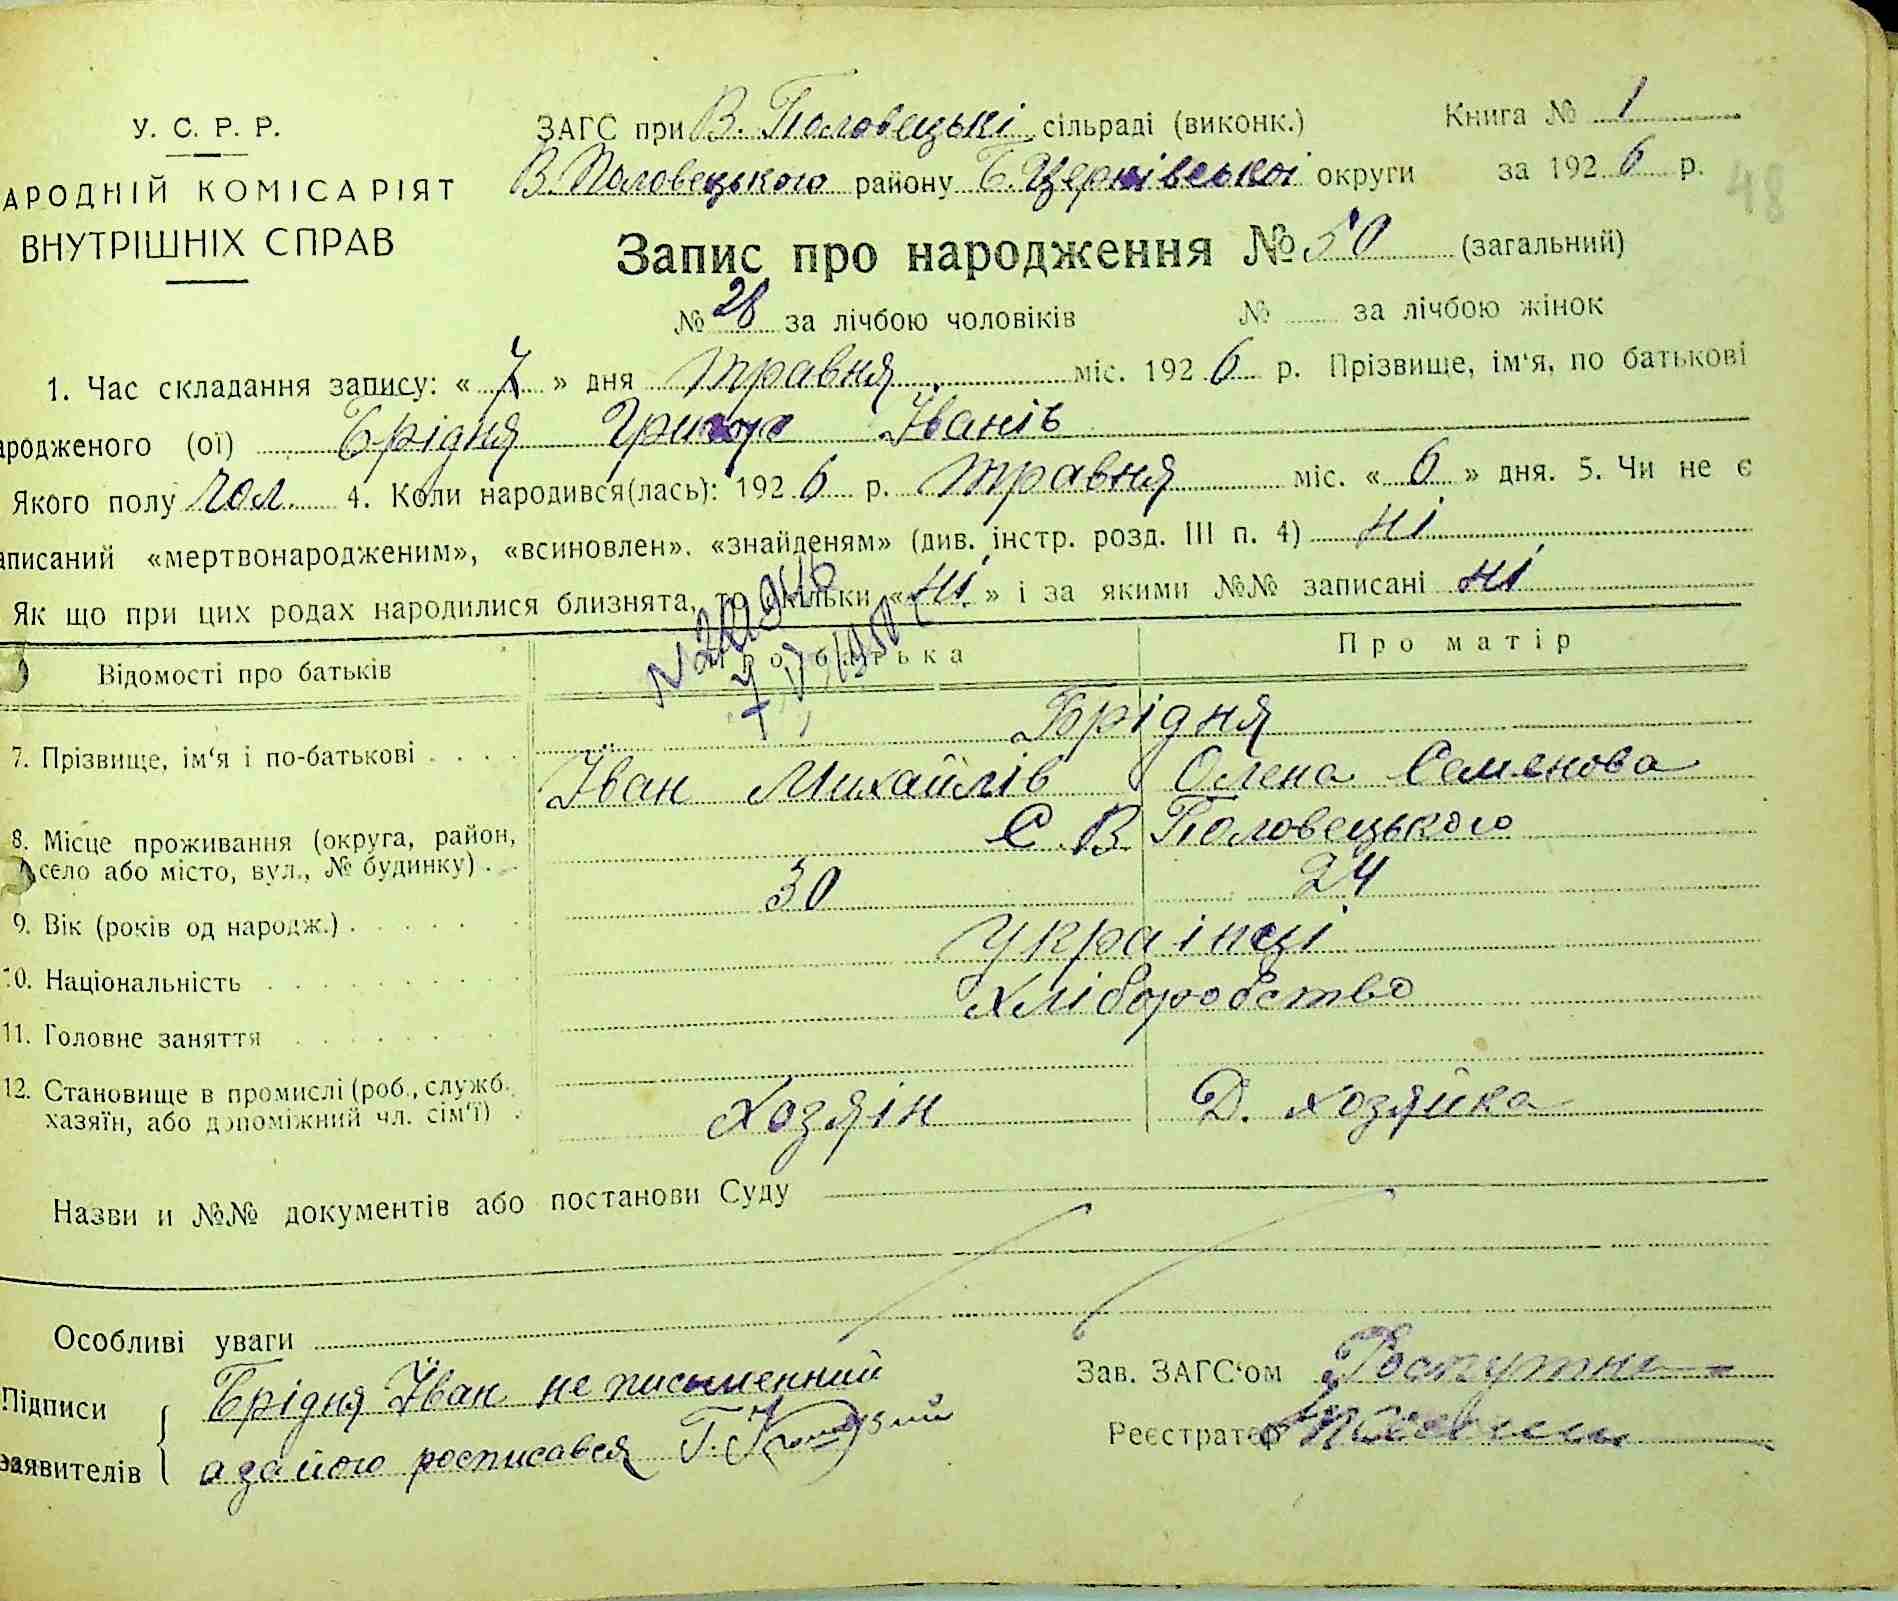 У. С. Р. Р.
АРОДНІЙ КОМІСАРІЯТ
ВНУТРІШНІХ СПРАВ
ЗАГС при В. Половецькі сільраді (виконк.) Книга № 1
В. Половецького району Б. Церківської округи за 1926 р.
48
Запис про народження № 50 (загальний)
№ 28 за лічбою чоловіків № за лічбою жінок
1. Час складання запису: « 7 » дня травня міс. 1926 р. Прізвище, ім'я, по батькові
ародженого (ої) Брідня Григорі Іванів
Якого полу чол. 4. Коли народився(лась): 1926 р. травня міс. « 6 » дня. 5. Чи не є
аписаний «мертвонародженим», «всиновлен». «знайденям» (див. інстр. розд. III п. 4) ні
Як що при цих родах народилися близнята, то скільки « ні » і за якими №№ записані ні
Відомості про батьків Про батька Про матір
7. Прізвище, ім'я і по-батькові Брідня
Іван Михайлів Олена Семенова
8. Місце проживання (округа, район, село або місто, вул., № будинку) С В Половецького
9. Вік (років од народж.) 30 24
10. Національність Українці
11. Головне заняття Хліборобство
12. Становище в промислі (роб., служб. хазяїн, або допоміжний чл. сім'ї) Хозяін Д. хозяйка
Назви и №№ документів або постанови Суду
Особливі уваги
Підписи заявителів Брідня Іван не письменний
а за його росписався Г.
Зав. ЗАГС'ом
Реєстратор